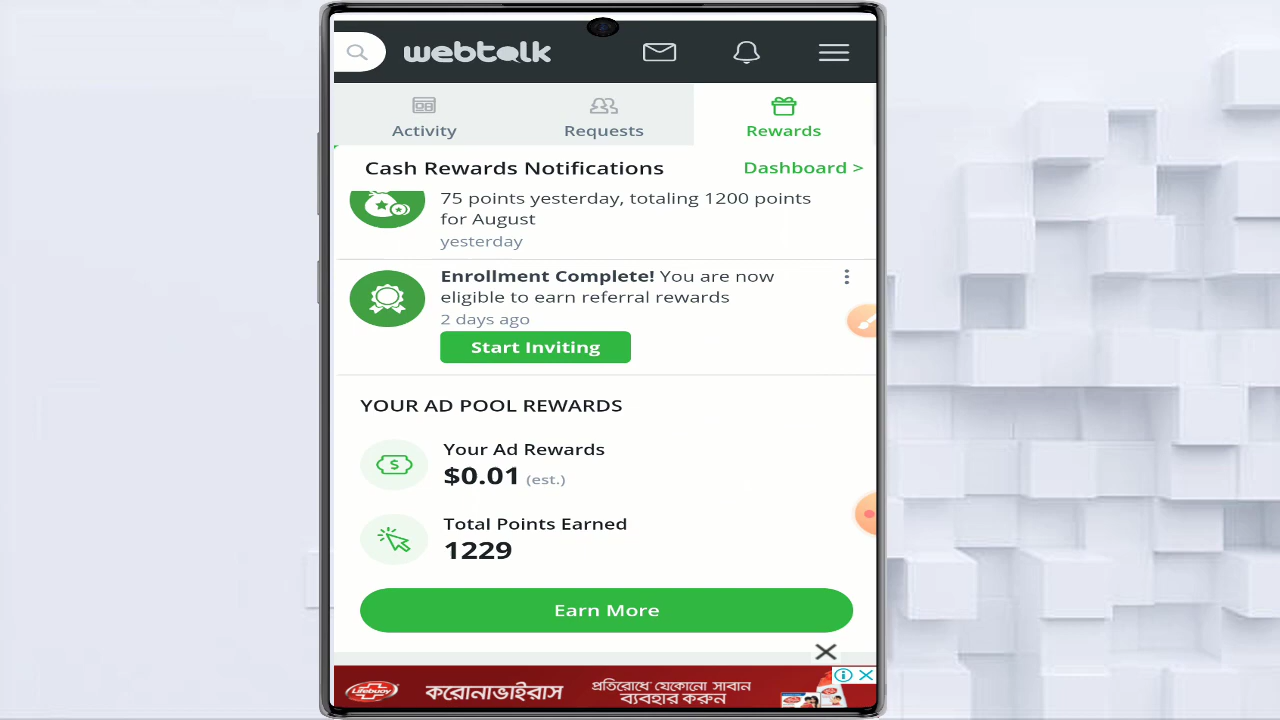 webtalk
Activity
Requests
Rewards
Cash Rewards Notifications
Dashboard >
75 points yesterday, totaling 1200 points
for August
yesterday
Enrollment Complete! You are now
eligible to earn referral rewards
2 days ago
Start Inviting
YOUR AD POOL REWARDS
Your Ad Rewards
$0.01 (est.)
Total Points Earned
1229
Earn More
Lifebuoy
করোনাভাইরাস
প্রতিরোধে যেকোনো সাবান
ব্যবহার করুন